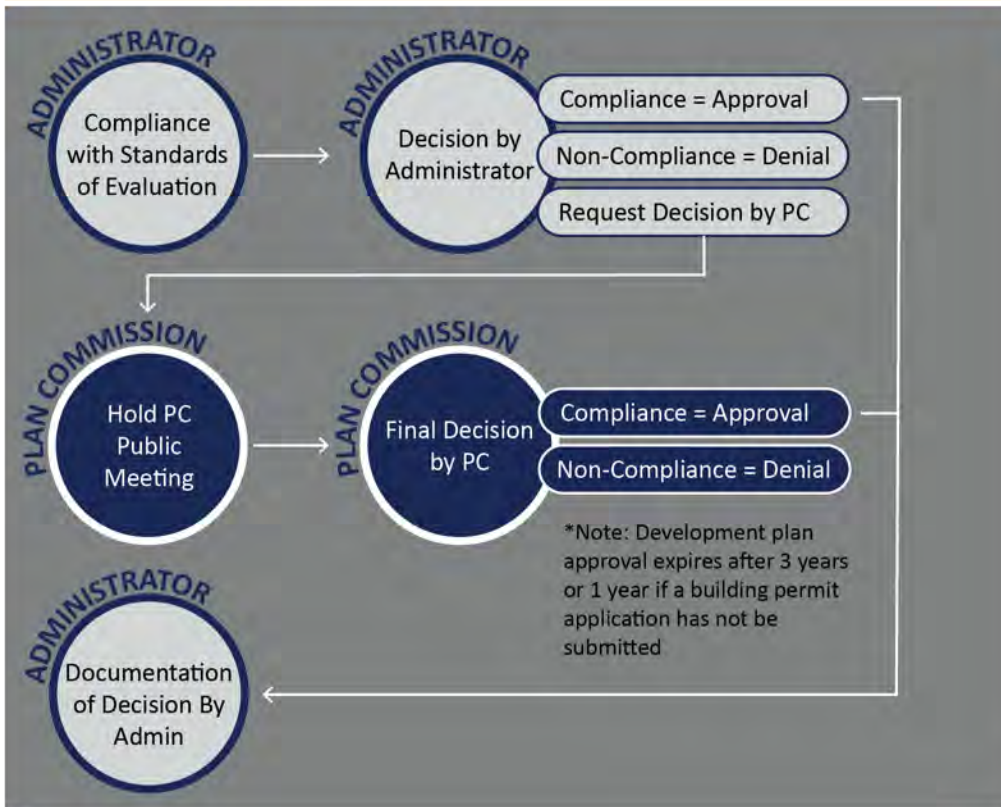 ADMINISTRATOR
Compliance
with Standards
of Evaluation
ADMINISTRATOR
Decision by
Administrator
Compliance = Approval
Non-Compliance = Denial
Request Decision by PC
PLAN COMMISSION
Hold PC
Public
Meeting
PLAN COMMISSION
Final Decision
by PC
Compliance = Approval
Non-Compliance = Denial
*Note: Development plan
approval expires after 3 years
or 1 year if a building permit
application has not be
submitted
ADMINISTRATOR
Documentation
of Decision By
Admin